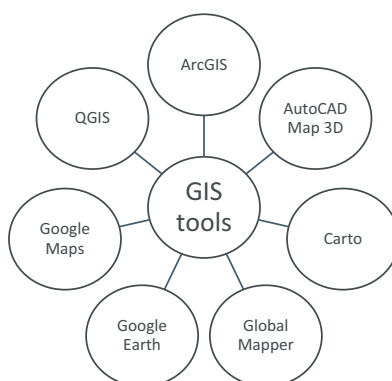 ArcGIS
QGIS
AutoCAD
Map 3D
GIS
tools
Google
Maps
Carto
Google
Earth
Global
Mapper